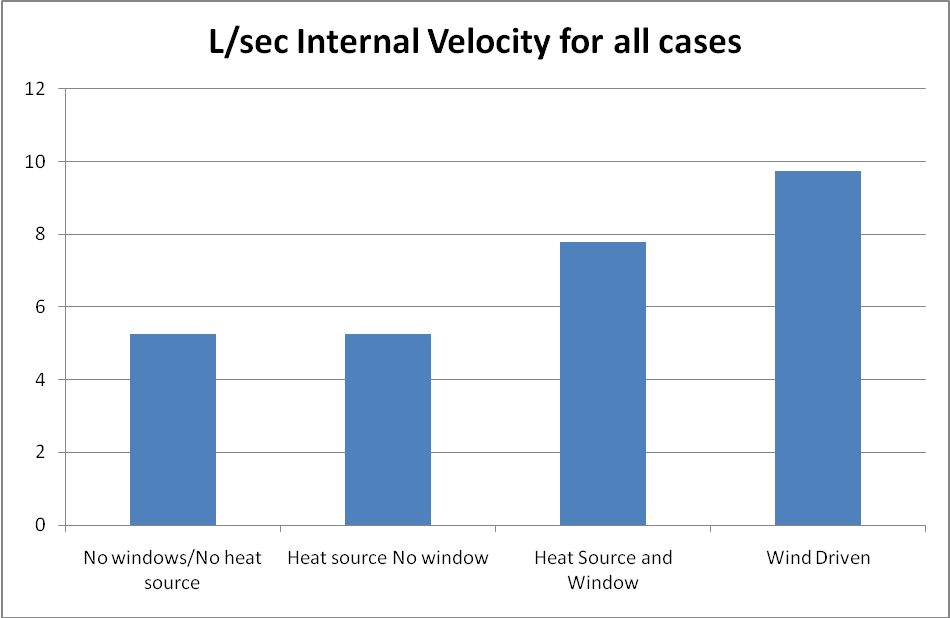 L/sec Internal Velocity for all cases
12
10
8
6
4
2
0
No windows/No heat
source
Heat source No window
Heat Source and
Window
Wind Driven